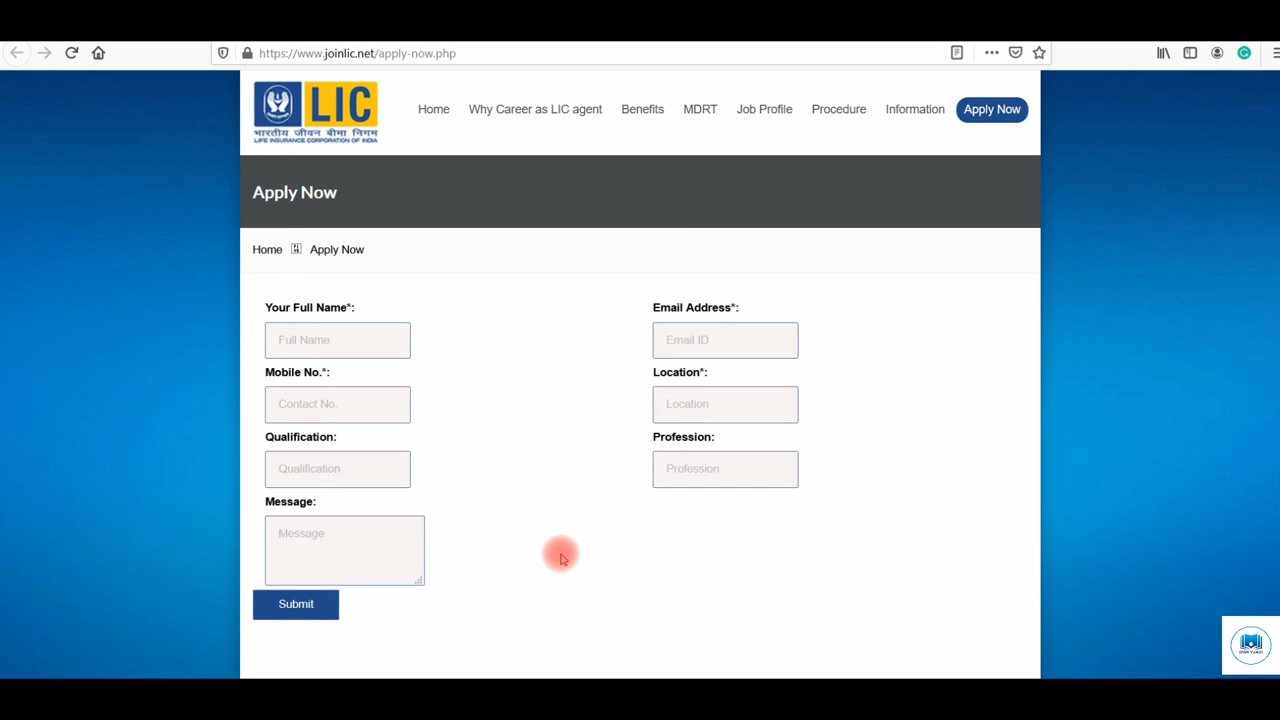 https://www.joinlic.net/apply-now.php
LIC
भारतीय जीवन बीमा निगम
LIFE INSURANCE CORPORATION OF INDIA
Home Why Career as LIC agent Benefits MDRT Job Profile Procedure Information Apply Now
Apply Now
Home Apply Now
Your Full Name*: Email Address*:
Full Name Email ID
Mobile No.*: Location*:
Contact No. Location
Qualification: Profession:
Qualification Profession
Message:
Message
Submit